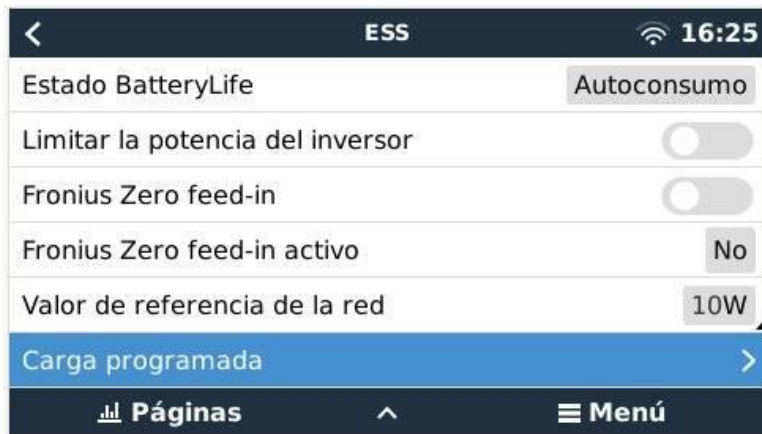 ESS
16:25
Estado BatteryLife
Autoconsumo
Limitar la potencia del inversor
Fronius Zero feed-in
Fronius Zero feed-in activo
No
Valor de referencia de la red
10W
Carga programada
Páginas
Menú